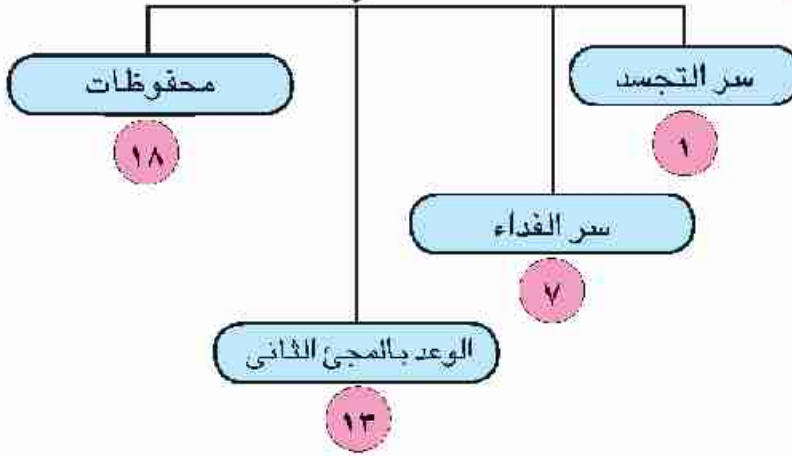 سر التجسد
١
محفوظات
١٨
سر الفداء
٧
الوعد بالمجئ الثانى
١٣